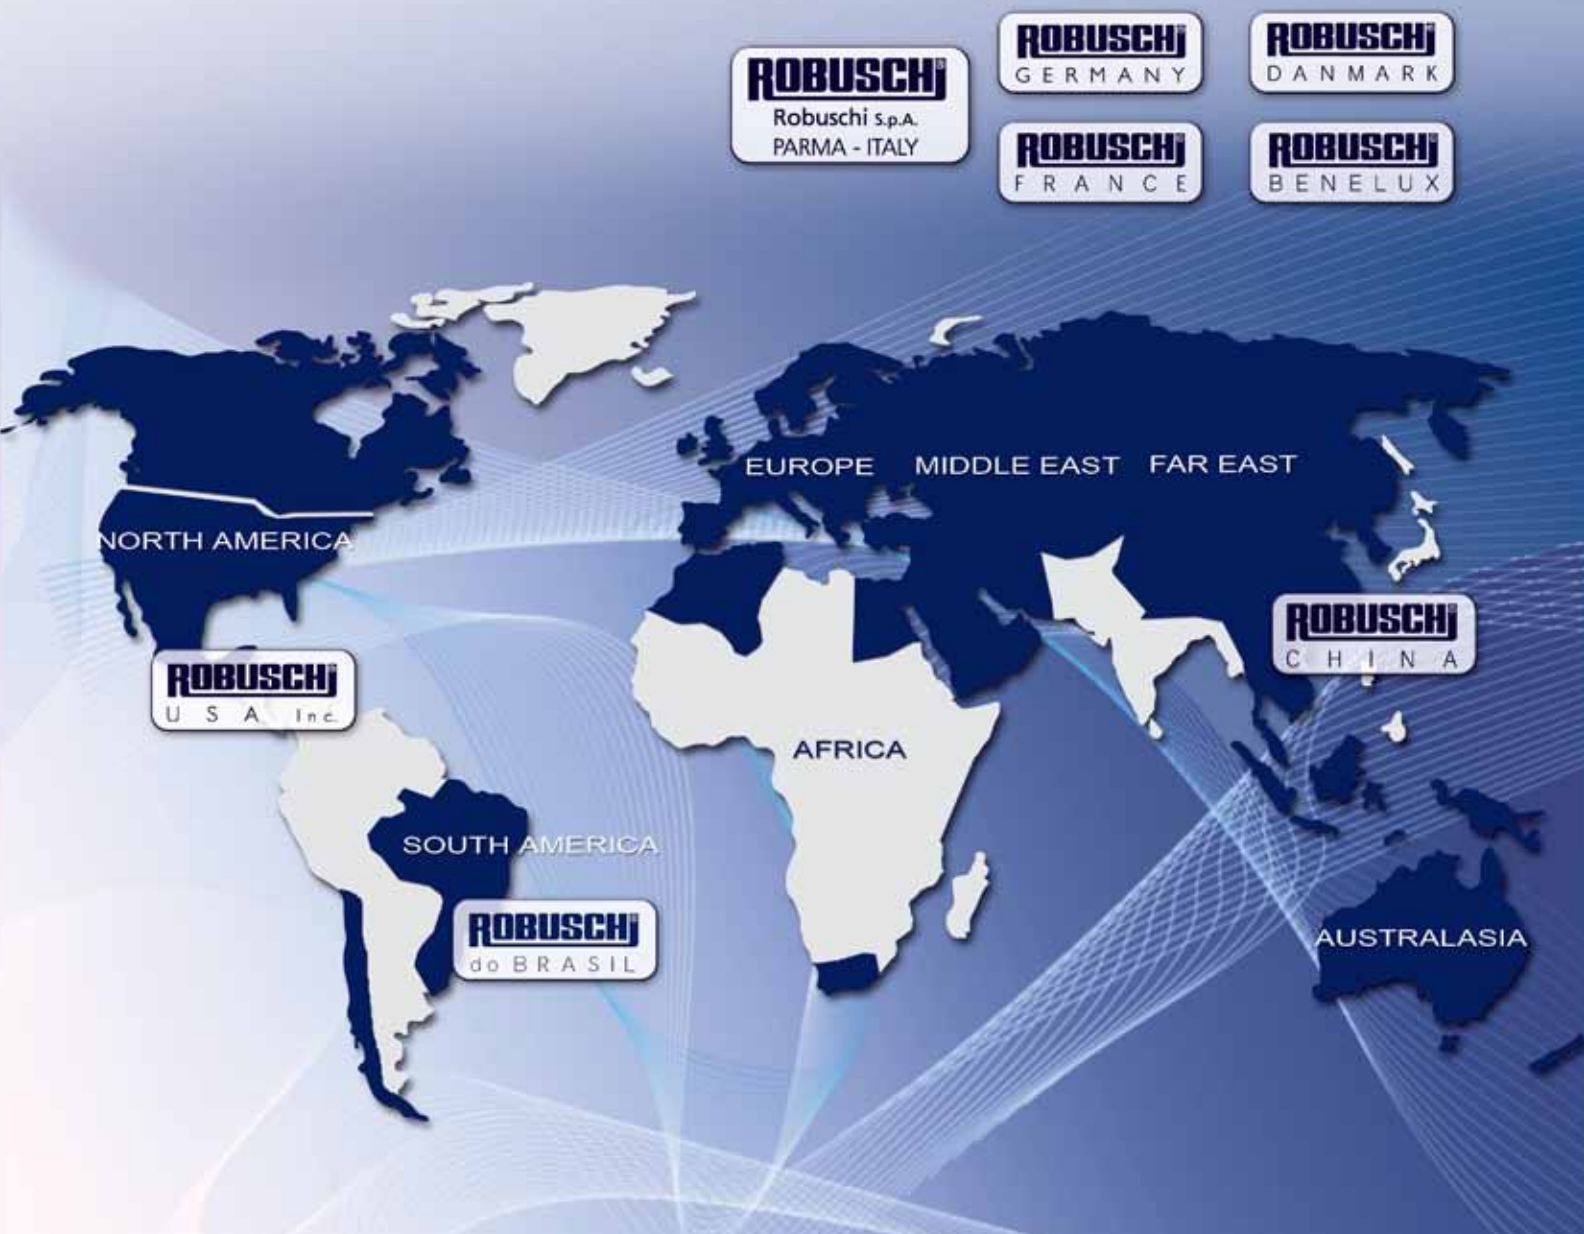 ROBUSCHi®
Robuschi S.p.A.
PARMA - ITALY
ROBUSCHi®
GERMANY
ROBUSCHi®
DANMARK
ROBUSCHi®
FRANCE
ROBUSCHi®
BENELUX
EUROPE
MIDDLE EAST
FAR EAST
NORTH AMERICA
ROBUSCHi®
CHINA
ROBUSCHi®
USA Inc.
AFRICA
SOUTH AMERICA
ROBUSCHi®
do BRASIL
AUSTRALASIA